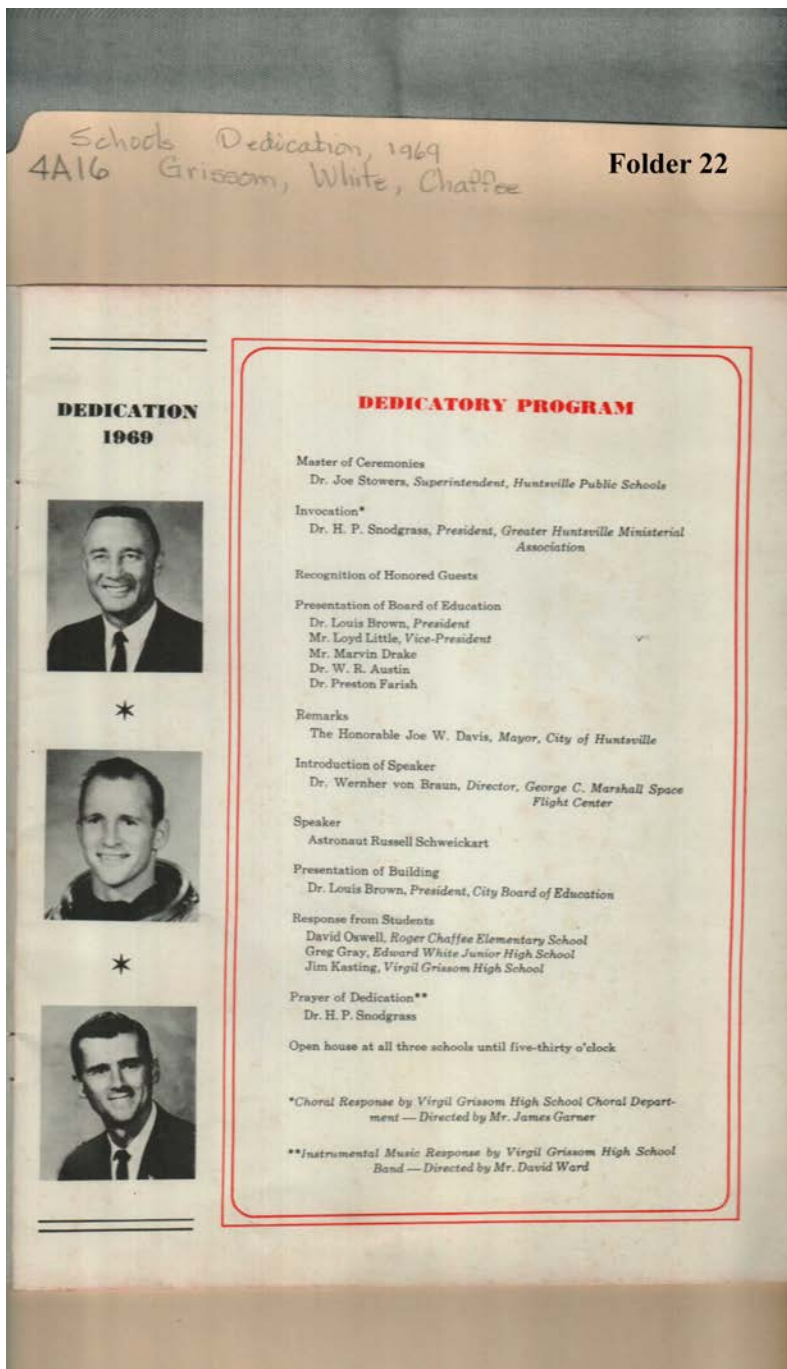 Schools Dedication, 1969
4A16 Grissom, White, Chaffee
Folder 22
DEDICATION
1969
*
*
DEDICATORY PROGRAM
Master of Ceremonies
Dr. Joe Stowers, Superintendent, Huntsville Public Schools
Invocation*
Dr. H. P. Snodgrass, President, Greater Huntsville Ministerial
Association
Recognition of Honored Guests
Presentation of Board of Education
Dr. Louis Brown, President
Mr. Loyd Little, Vice-President
Mr. Marvin Drake
Dr. W. R. Austin
Dr. Preston Farish
Remarks
The Honorable Joe W. Davis, Mayor, City of Huntsville
Introduction of Speaker
Dr. Wernher von Braun, Director, George C. Marshall Space
Flight Center
Speaker
Astronaut Russell Schweickart
Presentation of Building
Dr. Louis Brown, President, City Board of Education
Response from Students
David Oswell, Roger Chaffee Elementary School
Greg Gray, Edward White Junior High School
Jim Kasting, Virgil Grissom High School
Prayer of Dedication**
Dr. H. P. Snodgrass
Open house at all three schools until five-thirty o'clock
*Choral Response by Virgil Grissom High School Choral Depart-
ment — Directed by Mr. James Garner
**Instrumental Music Response by Virgil Grissom High School
Band — Directed by Mr. David Ward